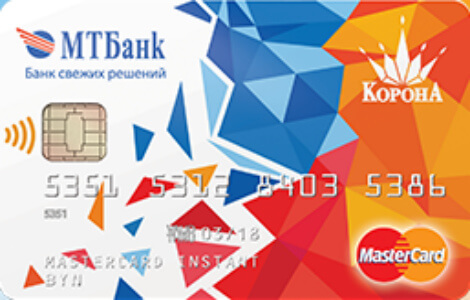 МТБанк
Банк свежих решений
КОРОНА
5351 5312 8403 5386
5351
03/18
MASTERCARD INSTANT
BYN
MasterCard